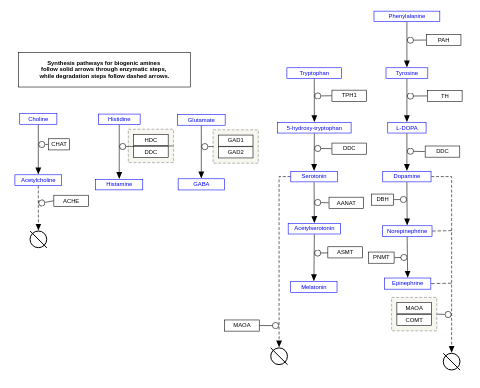 Phenylalanine
PAH
Synthesis pathways for biogenic amines
follow solid arrows through enzymatic steps,
while degradation steps follow dashed arrows.
Tryptophan
Tyrosine
TPH1
TH
Choline
Histidine
Glutamate
5-hydroxy-tryptophan
L-DOPA
CHAT
HDC
DDC
GAD1
GAD2
DDC
DDC
Acetylcholine
Histamine
GABA
Serotonin
Dopamine
ACHE
AANAT
DBH
Acetylserotonin
Norepinephrine
ASMT
PNMT
Melatonin
Epinephrine
MAOA
COMT
MAOA